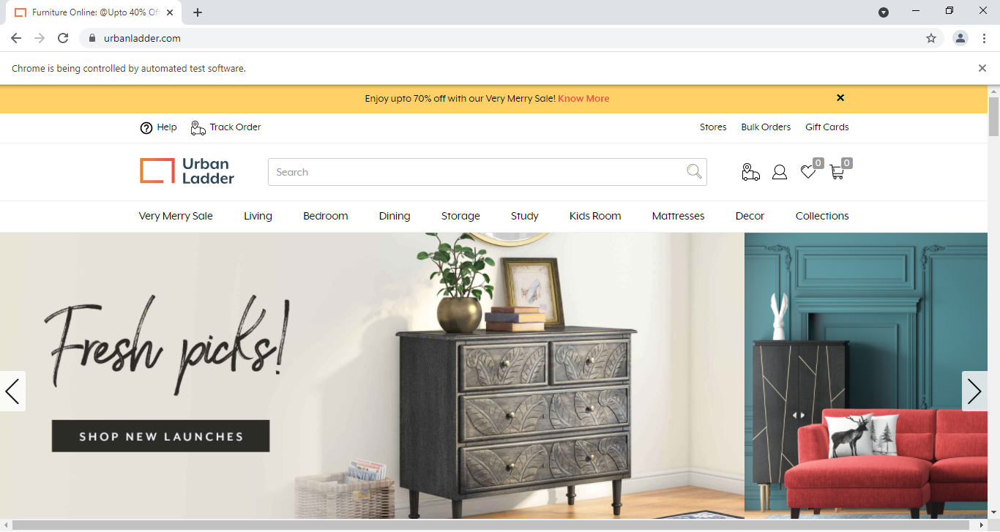 Furniture Online: @Upto 40% Off
urbanladder.com
Chrome is being controlled by automated test software.
Enjoy upto 70% off with our Very Merry Sale! Know More
Help Track Order Stores Bulk Orders Gift Cards
Urban
Ladder
Search
0 0
Very Merry Sale Living Bedroom Dining Storage Study Kids Room Mattresses Decor Collections
Fresh picks!
SHOP NEW LAUNCHES